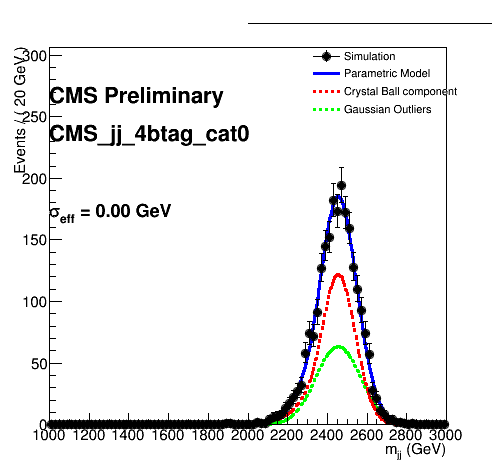 Events / ( 20 GeV )
300
250
200
150
100
50
0
CMS Preliminary
CMS_jj_4btag_cat0
σeff = 0.00 GeV
Simulation
Parametric Model
Crystal Ball component
Gaussian Outliers
1000 1200 1400 1600 1800 2000 2200 2400 2600 2800 3000
mjj (GeV)